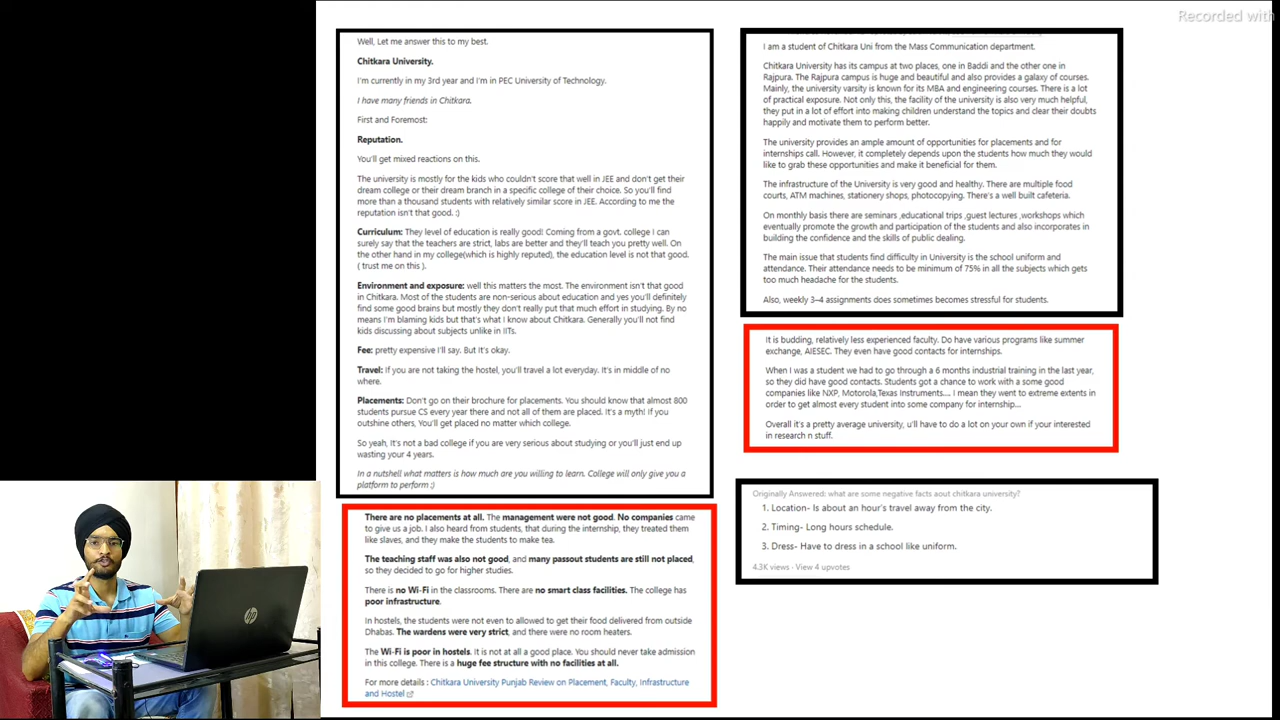 Recorded with
Well, Let me answer this to my best.
Chitkara University.
I'm currently in my 3rd year and I'm in PEC University of Technology.
I have many friends in Chitkara.
First and Foremost:
Reputation.
You'll get mixed reactions on this.
The university is mostly for the kids who couldn't score that well in JEE and don't get their
dream college or their dream branch in a specific college of their choice. So you'll find
more than a thousand students with relatively similar score in JEE. According to me the
reputation isn't that good. :)
Curriculum: They level of education is really good! Coming from a govt. college I can
surely say that the teachers are strict, labs are better and they'll teach you pretty well. On
the other hand in my college(which is highly reputed), the education level is not that good.
( trust me on this ).
Environment and exposure: well this matters the most. The environment isn't that good
in Chitkara. Most of the students are non-serious about education and yes you'll definitely
find some good brains but mostly they don't really put that much effort in studying. By no
means I'm blaming kids but that's what I know about Chitkara. Generally you'll not find
kids discussing about subjects unlike in IITs.
Fee: pretty expensive I'll say. But It's okay.
Travel: If you are not taking the hostel, you'll travel a lot everyday. It's in middle of no
where.
Placements: Don't go on their brochure for placements. You should know that almost 800
students pursue CS every year there and not all of them are placed. It's a myth! If you
outshine others, You'll get placed no matter which college.
So yeah, It's not a bad college if you are very serious about studying or you'll just end up
wasting your 4 years.
In a nutshell what matters is how much are you willing to learn. College will only give you a
platform to perform ;)
There are no placements at all. The management were not good. No companies came
to give us a job. I also heard from students, that during the internship, they treated them
like slaves, and they make the students to make tea.
The teaching staff was also not good, and many passout students are still not placed,
so they decided to go for higher studies.
There is no Wi-Fi in the classrooms. There are no smart class facilities. The college has
poor infrastructure.
In hostels, the students were not even to allowed to get their food delivered from outside
Dhabas. The wardens were very strict, and there were no room heaters.
The Wi-Fi is poor in hostels. It is not at all a good place. You should never take admission
in this college. There is a huge fee structure with no facilities at all.
For more details : Chitkara University Punjab Review on Placement, Faculty, Infrastructure
and Hostel
I am a student of Chitkara Uni from the Mass Communication department.
Chitkara University has its campus at two places, one in Baddi and the other one in
Rajpura. The Rajpura campus is huge and beautiful and also provides a galaxy of courses.
Mainly, the university varsity is known for its MBA and engineering courses. There is a lot
of practical exposure. Not only this, the facility of the university is also very much helpful,
they put in a lot of effort into making children understand the topics and clear their doubts
happily and motivate them to perform better.
The university provides an ample amount of opportunities for placements and for
internships call. However, it completely depends upon the students how much they would
like to grab these opportunities and make it beneficial for them.
The infrastructure of the University is very good and healthy. There are multiple food
courts, ATM machines, stationery shops, photocopying. There's a well built cafeteria.
On monthly basis there are seminars ,educational trips ,guest lectures ,workshops which
eventually promote the growth and participation of the students and also incorporates in
building the confidence and the skills of public dealing.
The main issue that students find difficulty in University is the school uniform and
attendance. Their attendance needs to be minimum of 75% in all the subjects which gets
too much headache for the students.
Also, weekly 3–4 assignments does sometimes becomes stressful for students.
It is budding, relatively less experienced faculty. Do have various programs like summer
exchange, AIESEC. They even have good contacts for internships.
When I was a student we had to go through a 6 months industrial training in the last year,
so they did have good contacts. Students got a chance to work with a some good
companies like NXP, Motorola,Texas Instruments.... I mean they went to extreme extents in
order to get almost every student into some company for internship...
Overall it's a pretty average university, u'll have to do a lot on your own if your interested
in research n stuff.
Originally Answered: what are some negative facts aout chitkara university?
1. Location- Is about an hour's travel away from the city.
2. Timing- Long hours schedule.
3. Dress- Have to dress in a school like uniform.
4.3K views · View 4 upvotes
hp